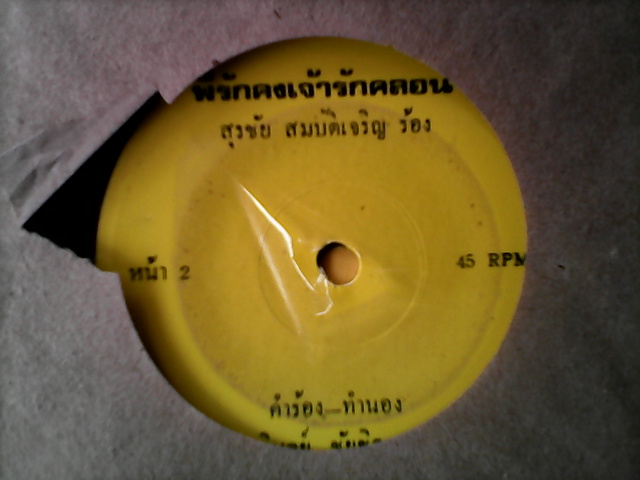 พี่รักคงเจ้ารักคลอน
สุรชัย สมบัติเจริญ ร้อง
หน้า 2
45 RPM
คำร้อง–ทำนอง